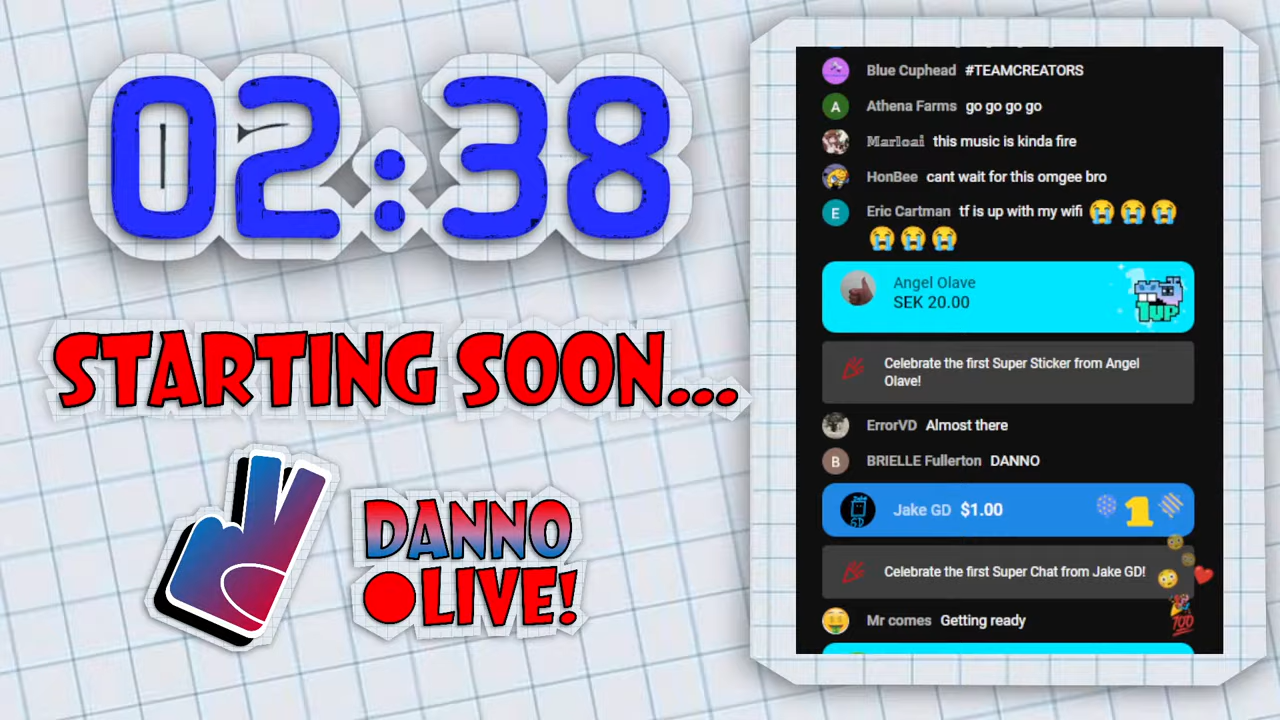 02:38
STARTING SOON...
DANNO
LIVE!
Blue Cuphead #TEAMCREATORS
A Athena Farms go go go go
Marloai this music is kinda fire
HonBee cant wait for this omgee bro
E Eric Cartman tf is up with my wifi 😭😭😭
😭😭😭
Angel Olave
SEK 20.00
1UP
Celebrate the first Super Sticker from Angel
Olave!
ErrorVD Almost there
B BRIELLE Fullerton DANNO
GD Jake GD $1.00 1
Celebrate the first Super Chat from Jake GD!
Mr comes Getting ready
100